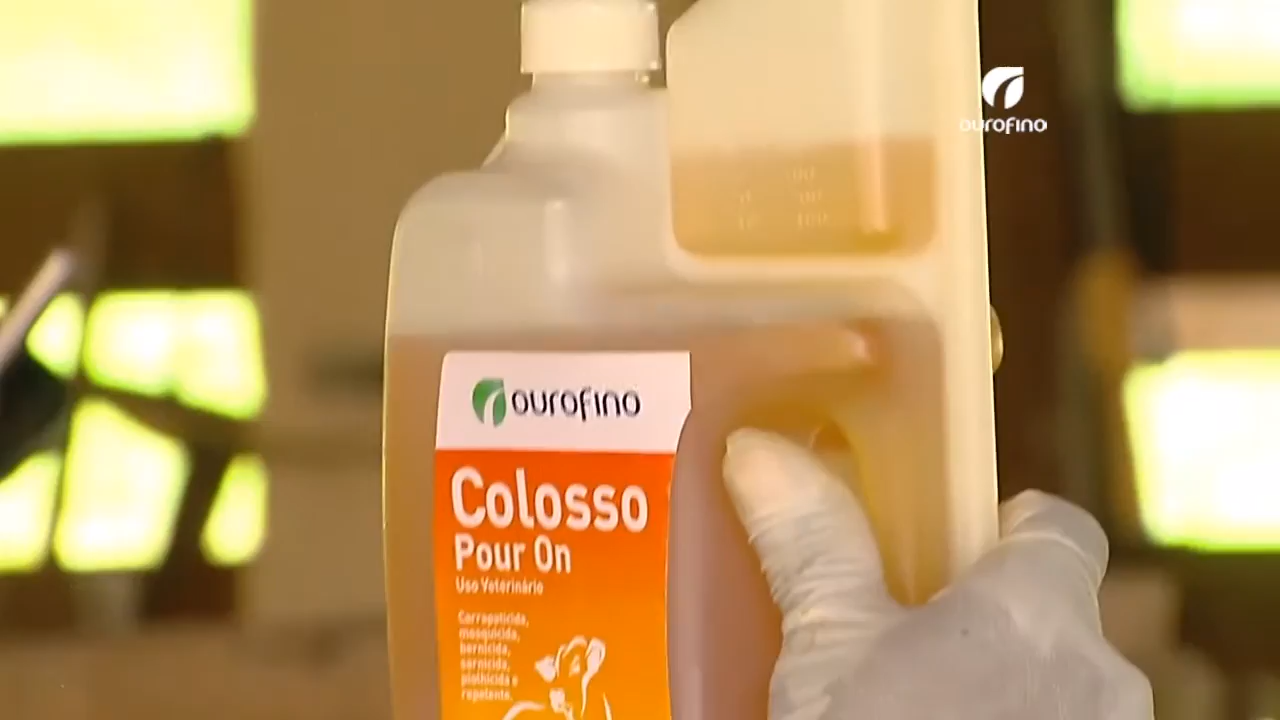 ourofino
ourofino
Colosso
Pour On
Uso Veterinário
Carrapaticida,
mosquicida,
bernicida,
sarnicida,
piolhicida e
repelente.